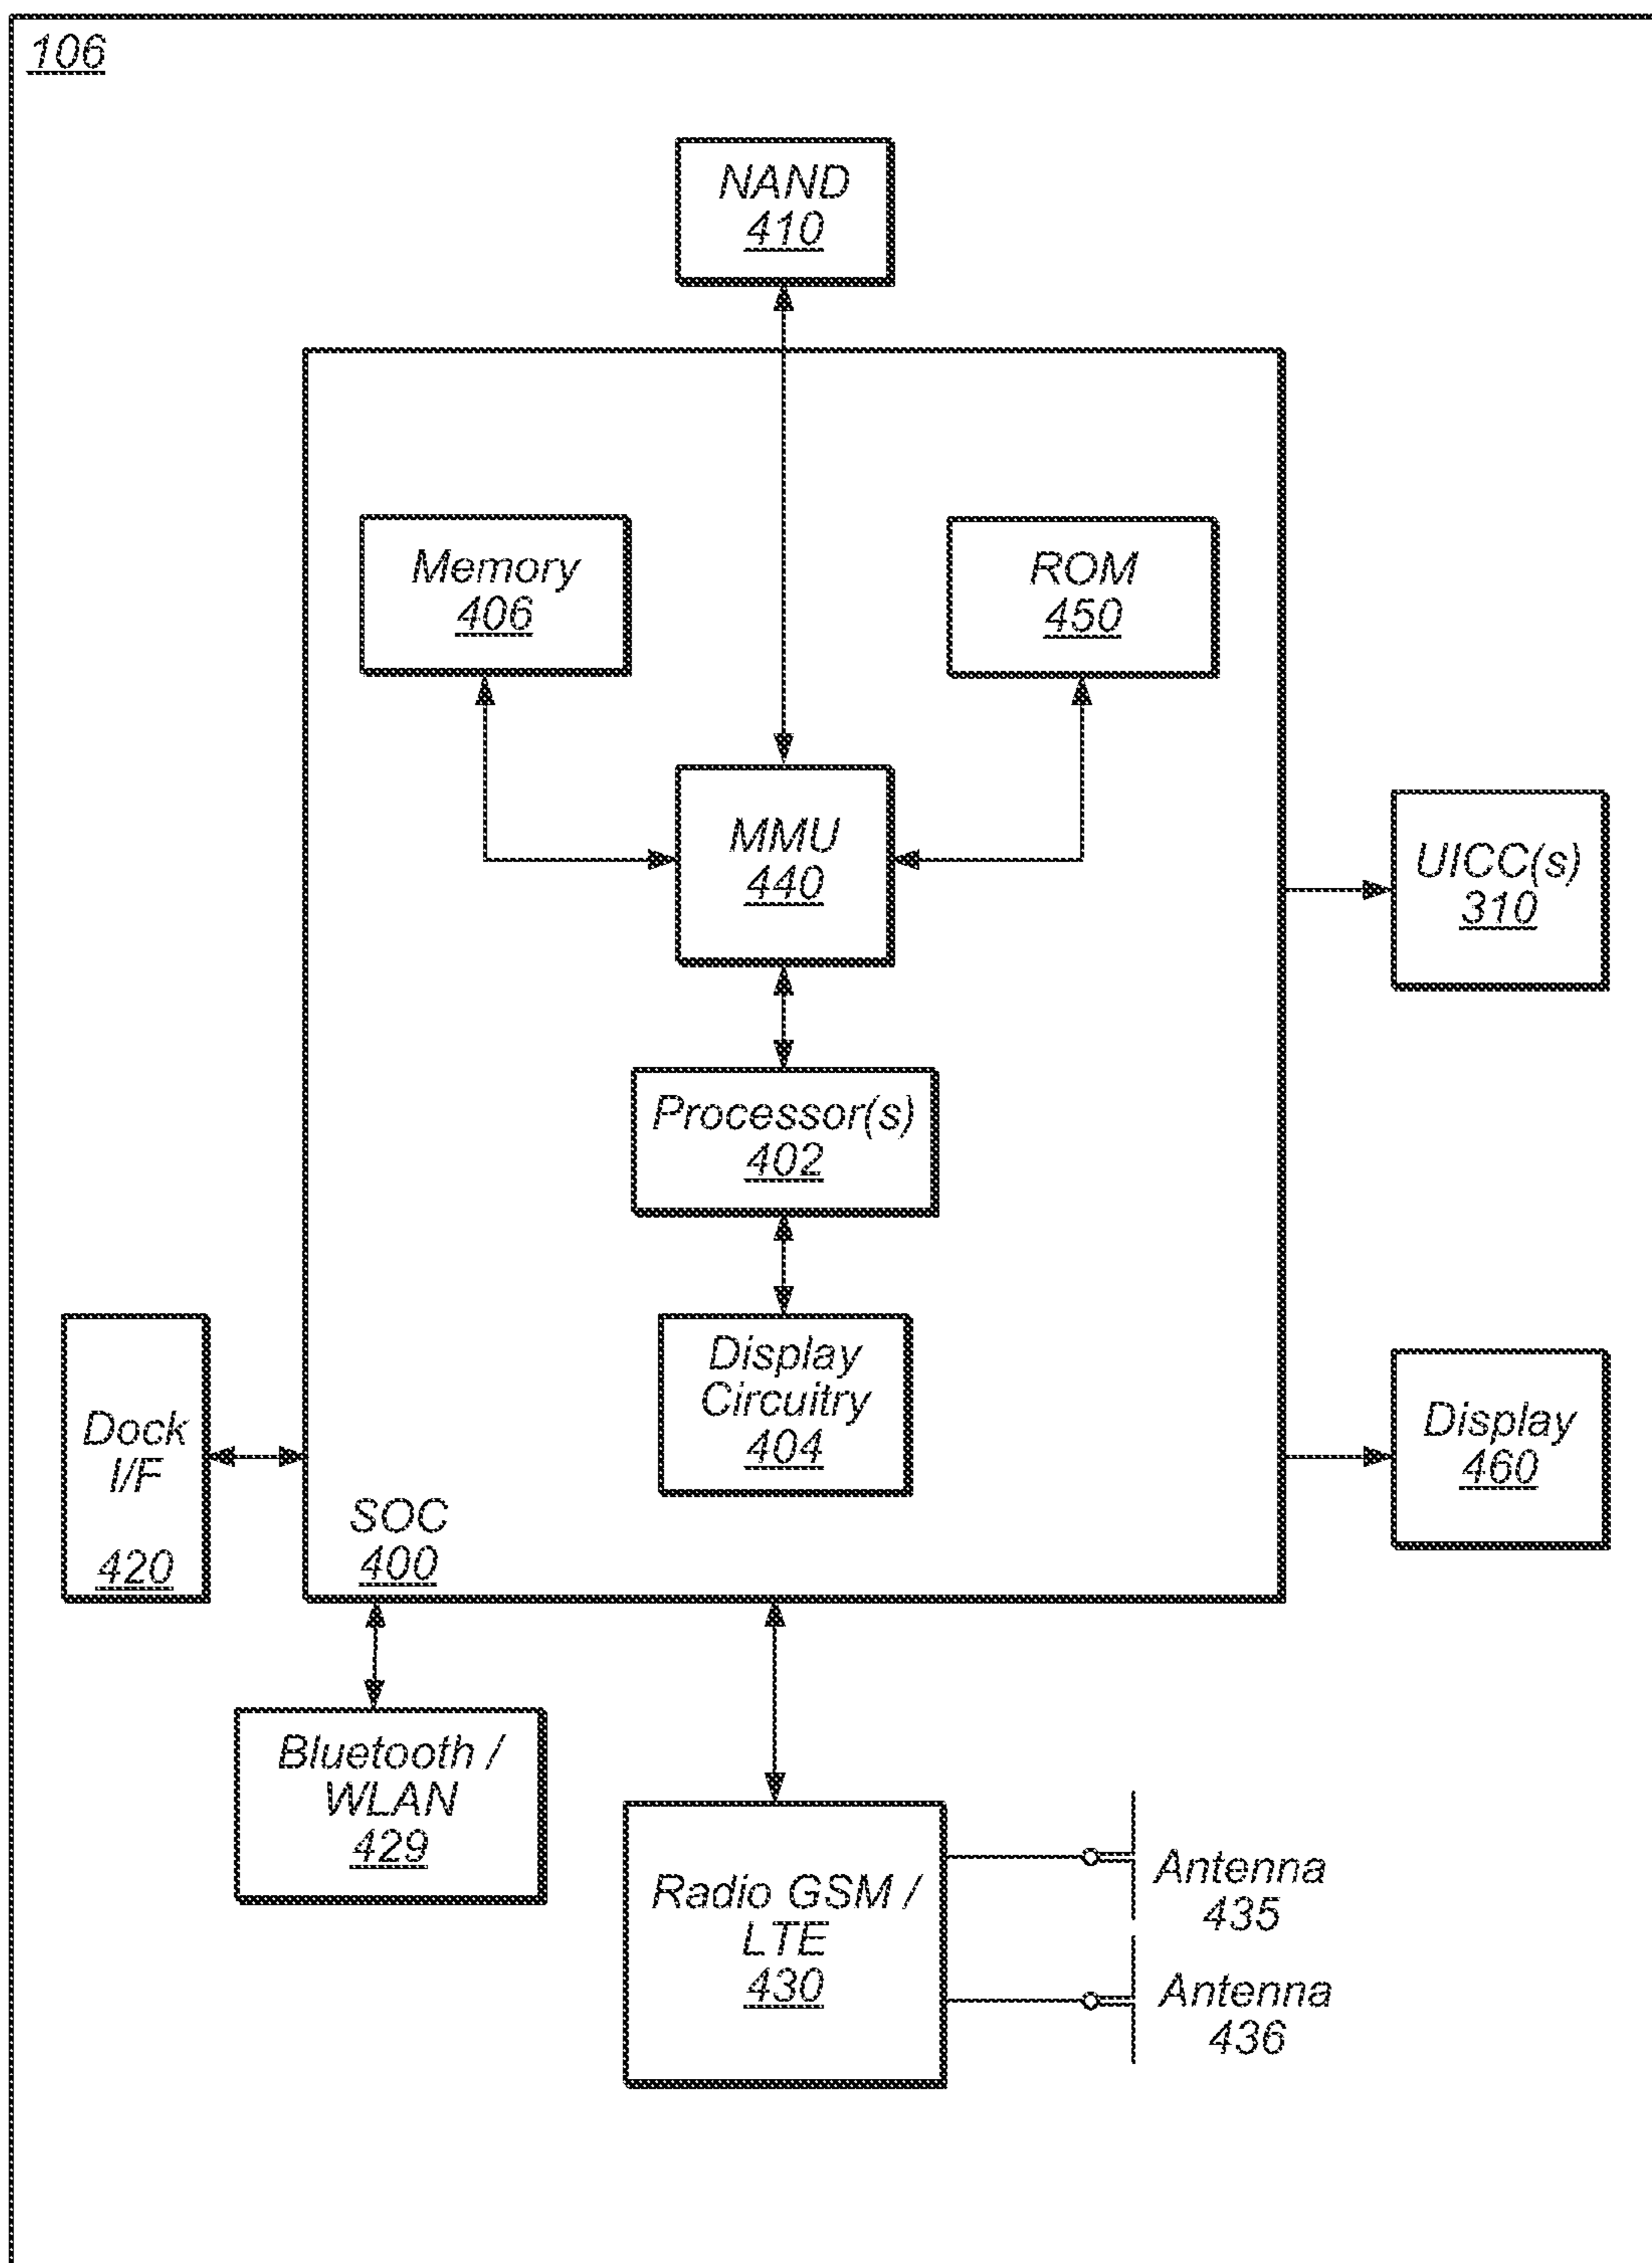 106
NAND
410
Memory
406
ROM
450
MMU
440
UICC(s)
310
Processor(s)
402
Display
Circuitry
404
Dock
I/F
420
Display
460
SOC
400
Bluetooth /
WLAN
429
Radio GSM /
LTE
430
Antenna
435
Antenna
436